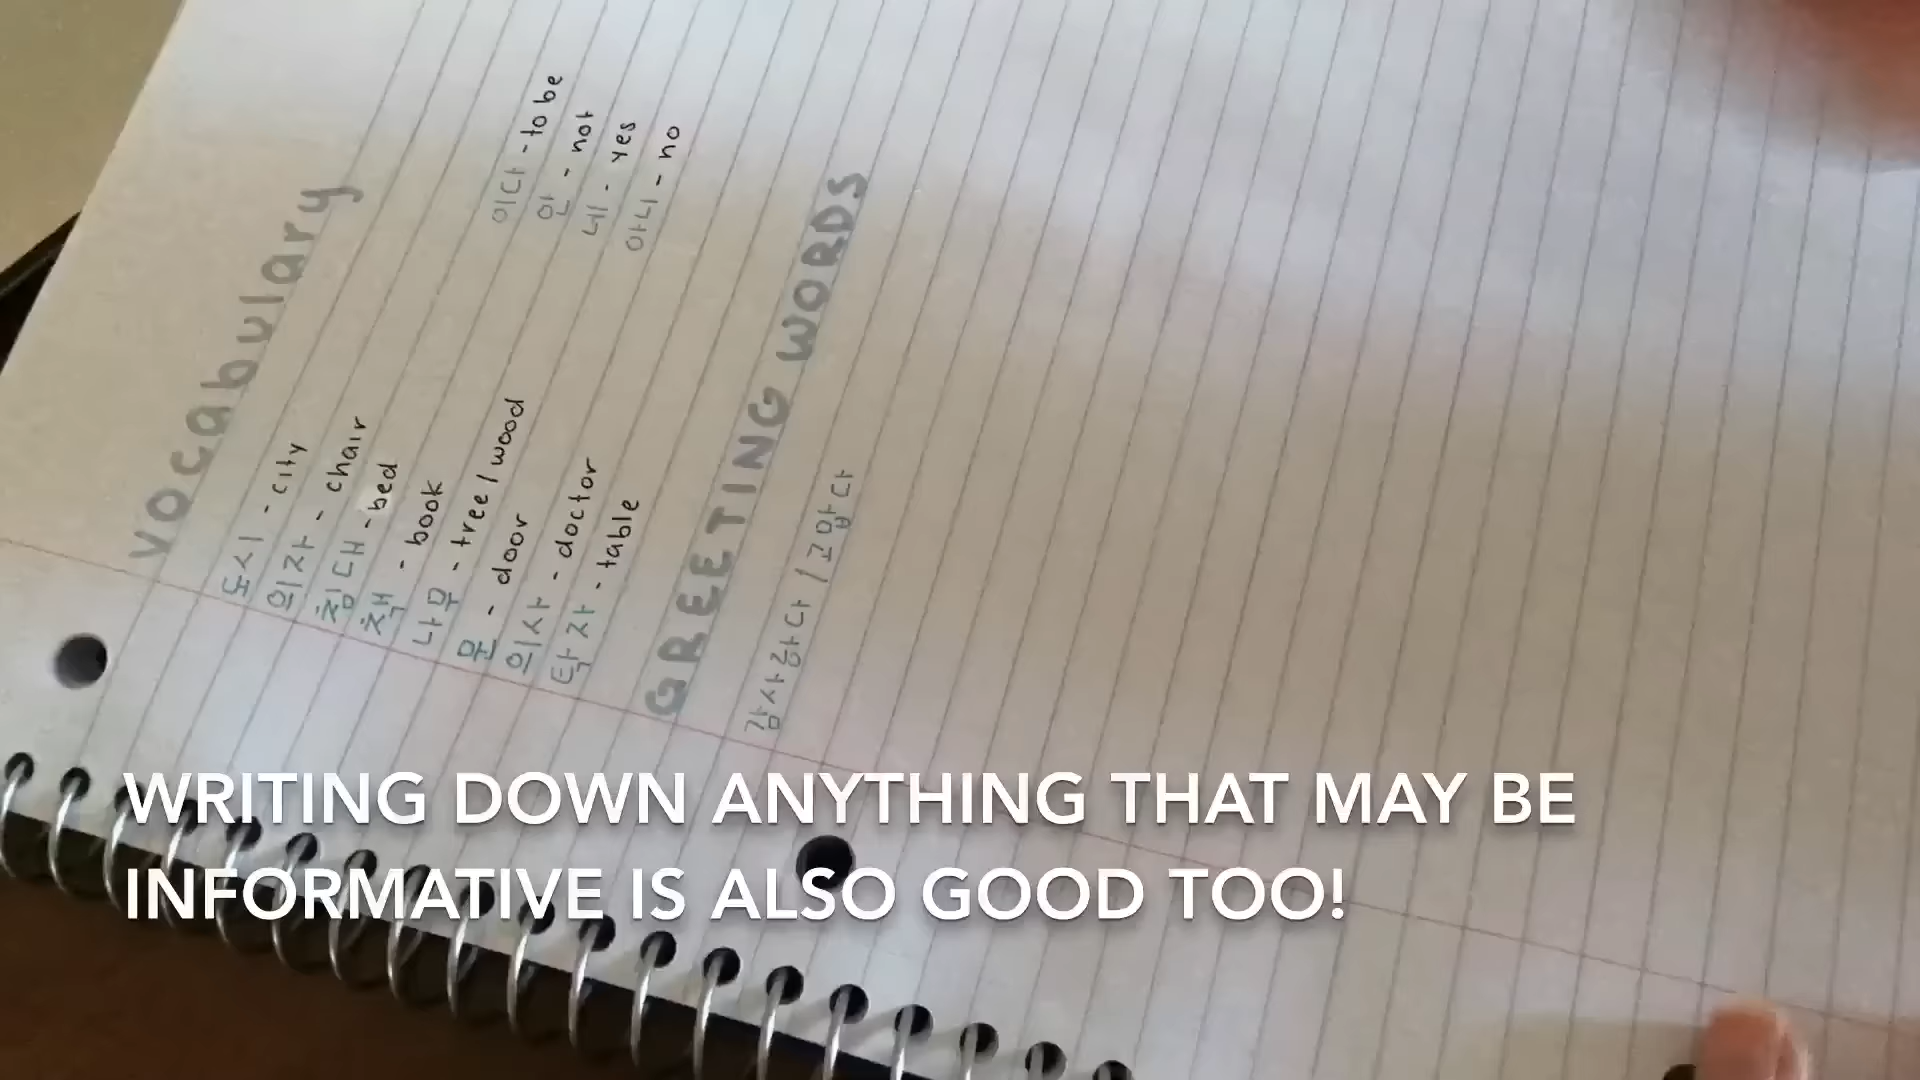 vocabulary
도시 - city
의자 - chair
침대 - bed
책 - book
나무 - tree / wood
문 - door
의사 - doctor
탁자 - table
이다 - to be
안 - not
네 - yes
아니 - no
GREETING WORDS
감사합니다 / 고맙다
WRITING DOWN ANYTHING THAT MAY BE
INFORMATIVE IS ALSO GOOD TOO!